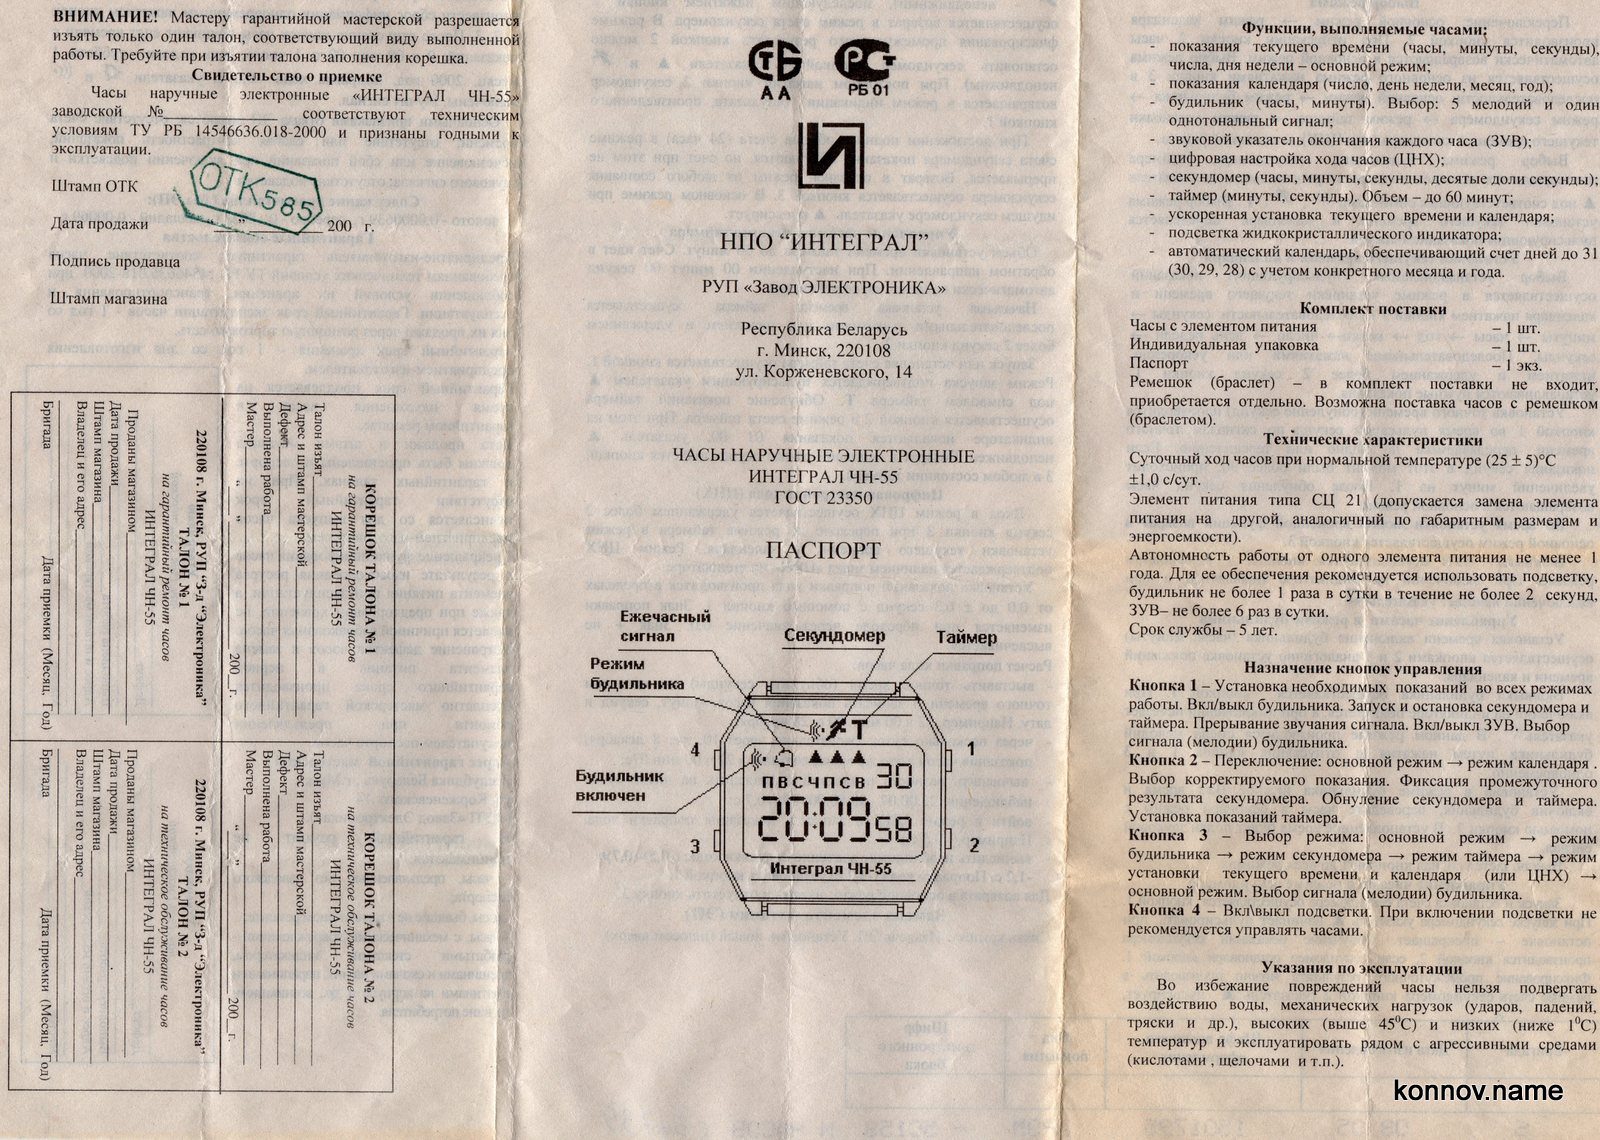 ВНИМАНИЕ! Мастеру гарантийной мастерской разрешается
изъять только один талон, соответствующий виду выполненной
работы. Требуйте при изъятии талона заполнения корешка.
Свидетельство о приемке
Часы наручные электронные «ИНТЕГРАЛ ЧН-55»
заводской №____________ соответствуют техническим
условиям ТУ РБ 14546636.018-2000 и признаны годными к
эксплуатации.
Штамп ОТК
ОТК585
Дата продажи “___”________ 200 г.
Подпись продавца
Штамп магазина
КОРЕШОК ТАЛОНА № 1
на гарантийный ремонт часов
ИНТЕГРАЛ ЧН-55
Талон изъят
Адрес и штамп мастерской
Дефект
Выполнена работа
Мастер
“ ” 200_г.
220108 г. Минск, РУП “З-д “Электроника”
ТАЛОН № 1
на гарантийный ремонт часов
ИНТЕГРАЛ ЧН-55
Проданы магазином
Дата продажи
Штамп магазина
Владелец и его адрес
Бригада Дата приемки (Месяц, Год)
КОРЕШОК ТАЛОНА № 2
на техническое обслуживание часов
ИНТЕГРАЛ ЧН-55
Талон изъят
Адрес и штамп мастерской
Дефект
Выполнена работа
Мастер
“ ” 200_г.
220108 г. Минск, РУП “З-д “Электроника”
ТАЛОН № 2
на техническое обслуживание часов
ИНТЕГРАЛ ЧН-55
Проданы магазином
Дата продажи
Штамп магазина
Владелец и его адрес
Бригада Дата приемки (Месяц, Год)
СТБ
АА
РСТ
РБ 01
НПО “ИНТЕГРАЛ”
РУП «Завод ЭЛЕКТРОНИКА»
Республика Беларусь
г. Минск, 220108
ул. Корженевского, 14
ЧАСЫ НАРУЧНЫЕ ЭЛЕКТРОННЫЕ
ИНТЕГРАЛ ЧН-55
ГОСТ 23350
ПАСПОРТ
Ежечасный
сигнал
Секундомер
Таймер
Режим
будильника
Т
4
1
Будильник
включен
П В С Ч П С В 30
20:09 58
3
2
Интеграл ЧН-55
Функции, выполняемые часами:
- показания текущего времени (часы, минуты, секунды),
числа, дня недели – основной режим;
- показания календаря (число, день недели, месяц, год);
- будильник (часы, минуты). Выбор: 5 мелодий и один
однотональный сигнал;
- звуковой указатель окончания каждого часа (ЗУВ);
- цифровая настройка хода часов (ЦНХ);
- секундомер (часы, минуты, секунды, десятые доли секунды);
- таймер (минуты, секунды). Объем – до 60 минут;
- ускоренная установка текущего времени и календаря;
- подсветка жидкокристаллического индикатора;
- автоматический календарь, обеспечивающий счет дней до 31
(30, 29, 28) с учетом конкретного месяца и года.
Комплект поставки
Часы с элементом питания – 1 шт.
Индивидуальная упаковка – 1 шт.
Паспорт – 1 экз.
Ремешок (браслет) – в комплект поставки не входит,
приобретается отдельно. Возможна поставка часов с ремешком
(браслетом).
Технические характеристики
Суточный ход часов при нормальной температуре (25 ± 5)°С
±1,0 с/сут.
Элемент питания типа СЦ 21 (допускается замена элемента
питания на другой, аналогичный по габаритным размерам и
энергоемкости).
Автономность работы от одного элемента питания не менее 1
года. Для ее обеспечения рекомендуется использовать подсветку,
будильник не более 1 раза в сутки в течение не более 2 секунд,
ЗУВ– не более 6 раз в сутки.
Срок службы – 5 лет.
Назначение кнопок управления
Кнопка 1 – Установка необходимых показаний во всех режимах
работы. Вкл/выкл будильника. Запуск и остановка секундомера и
таймера. Прерывание звучания сигнала. Вкл/выкл ЗУВ. Выбор
сигнала (мелодии) будильника.
Кнопка 2 – Переключение: основной режим → режим календаря .
Выбор корректируемого показания. Фиксация промежуточного
результата секундомера. Обнуление секундомера и таймера.
Установка показаний таймера.
Кнопка 3 – Выбор режима: основной режим → режим
будильника → режим секундомера → режим таймера → режим
установки текущего времени и календаря (или ЦНХ) →
основной режим. Выбор сигнала (мелодии) будильника.
Кнопка 4 – Вкл\выкл подсветки. При включении подсветки не
рекомендуется управлять часами.
Указания по эксплуатации
Во избежание повреждений часы нельзя подвергать
воздействию воды, механических нагрузок (ударов, падений,
тряски и др.), высоких (выше 45⁰С) и низких (ниже 1⁰С)
температур и эксплуатировать рядом с агрессивными средами
(кислотами , щелочами и т.п.).
konnov.name